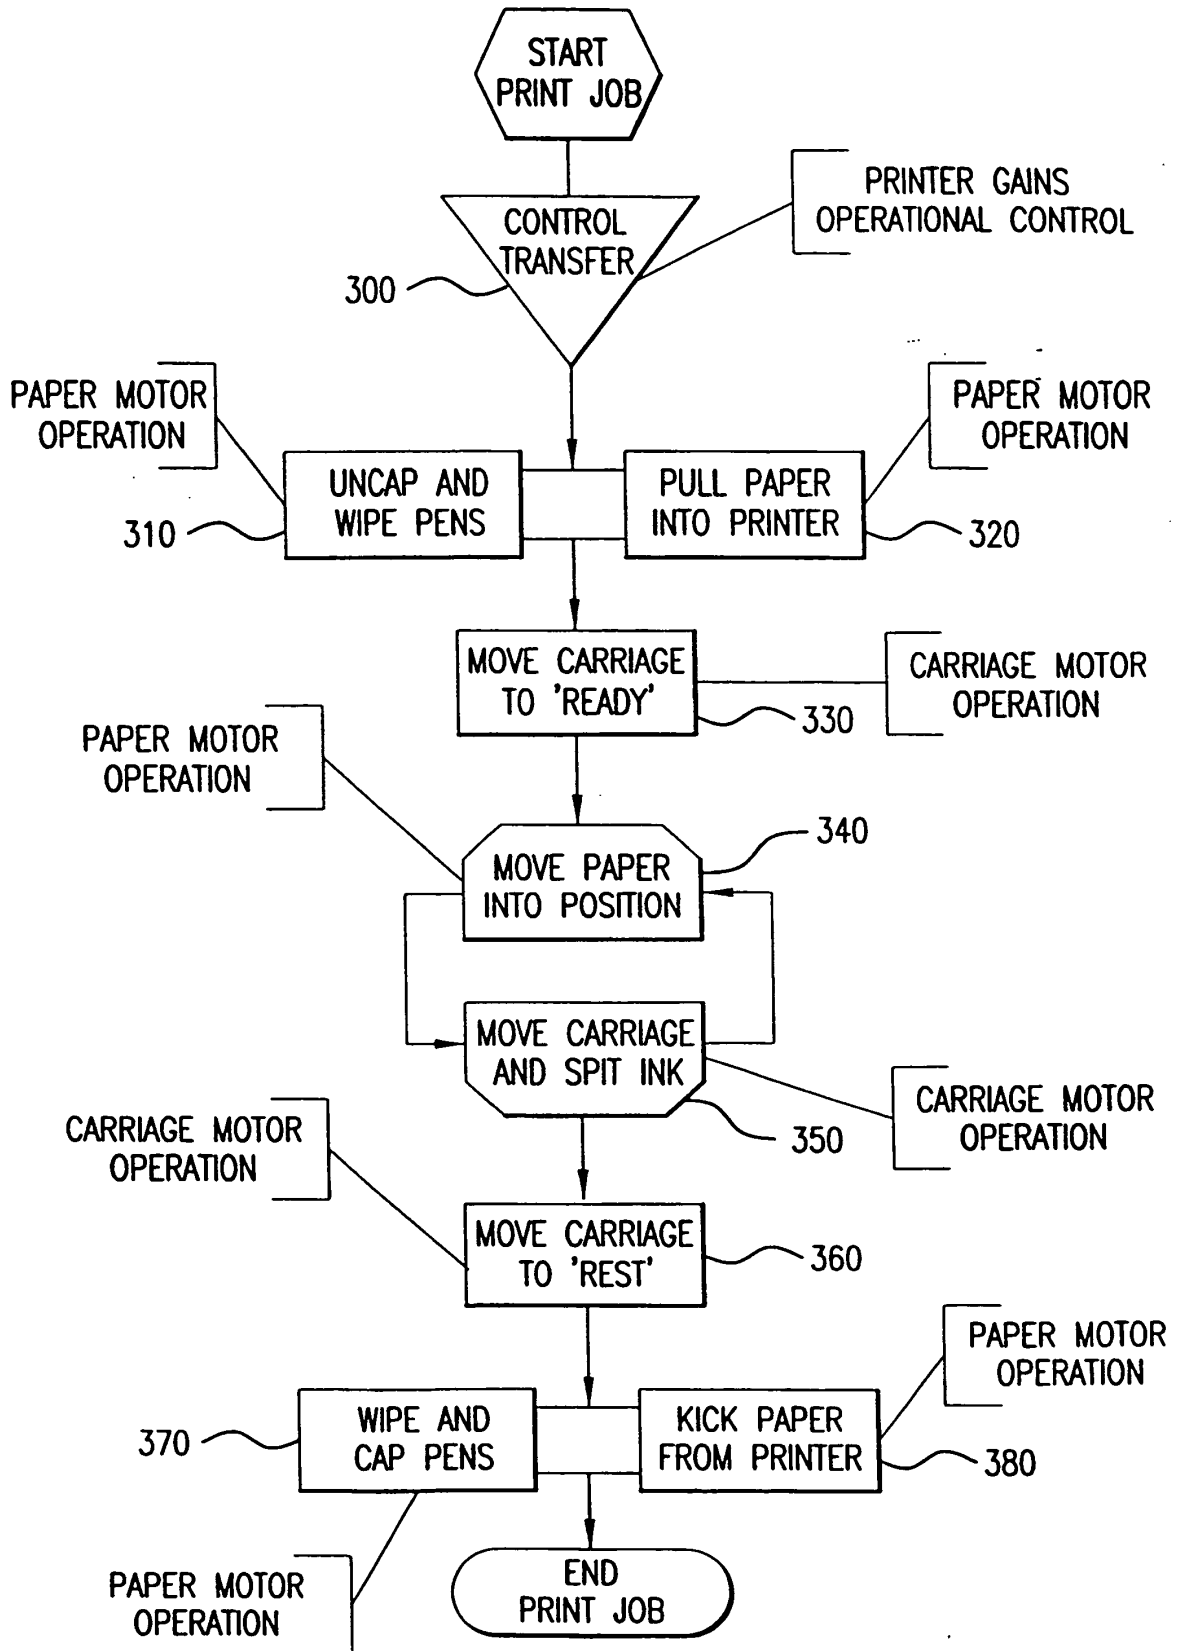 START
PRINT JOB
CONTROL
TRANSFER
PRINTER GAINS
OPERATIONAL CONTROL
300
PAPER MOTOR
OPERATION
UNCAP AND
WIPE PENS
310
PULL PAPER
INTO PRINTER
320
PAPER MOTOR
OPERATION
MOVE CARRIAGE
TO 'READY'
330
CARRIAGE MOTOR
OPERATION
PAPER MOTOR
OPERATION
MOVE PAPER
INTO POSITION
340
MOVE CARRIAGE
AND SPIT INK
350
CARRIAGE MOTOR
OPERATION
CARRIAGE MOTOR
OPERATION
MOVE CARRIAGE
TO 'REST'
360
WIPE AND
CAP PENS
370
KICK PAPER
FROM PRINTER
380
PAPER MOTOR
OPERATION
PAPER MOTOR
OPERATION
END
PRINT JOB